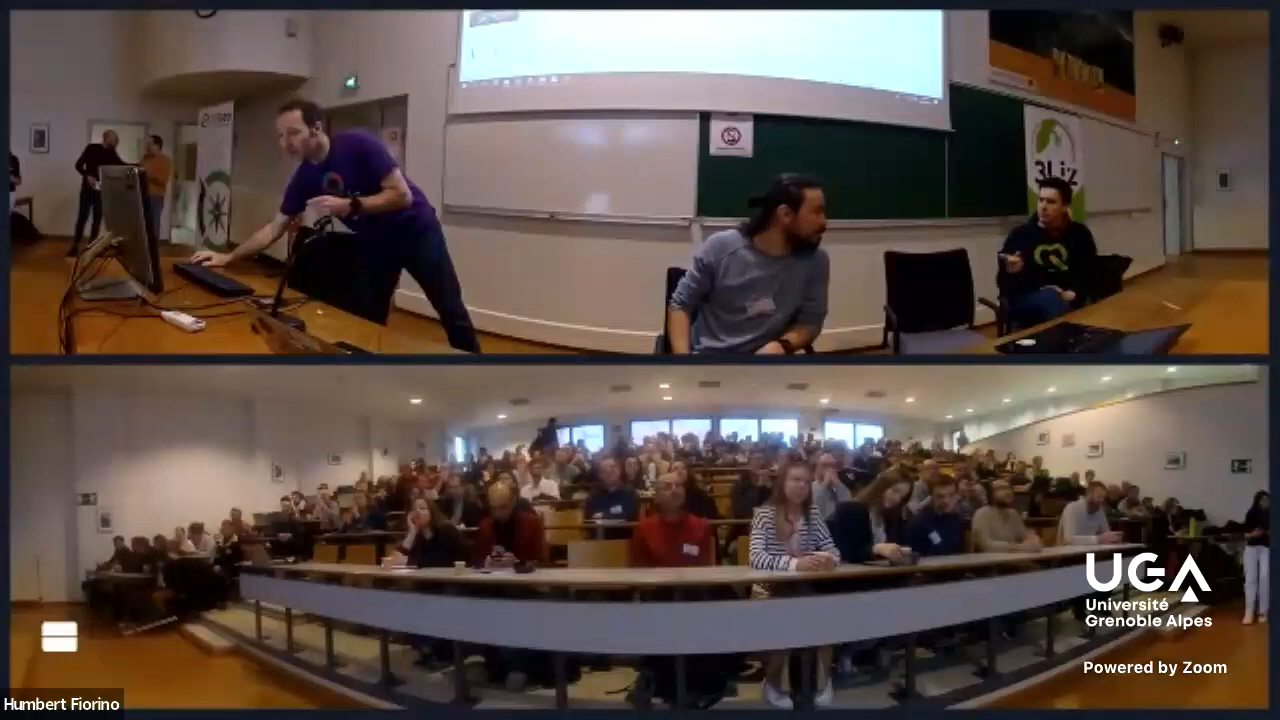 3Liz
UGA
Université
Grenoble Alpes
Powered by Zoom
Humbert Fiorino